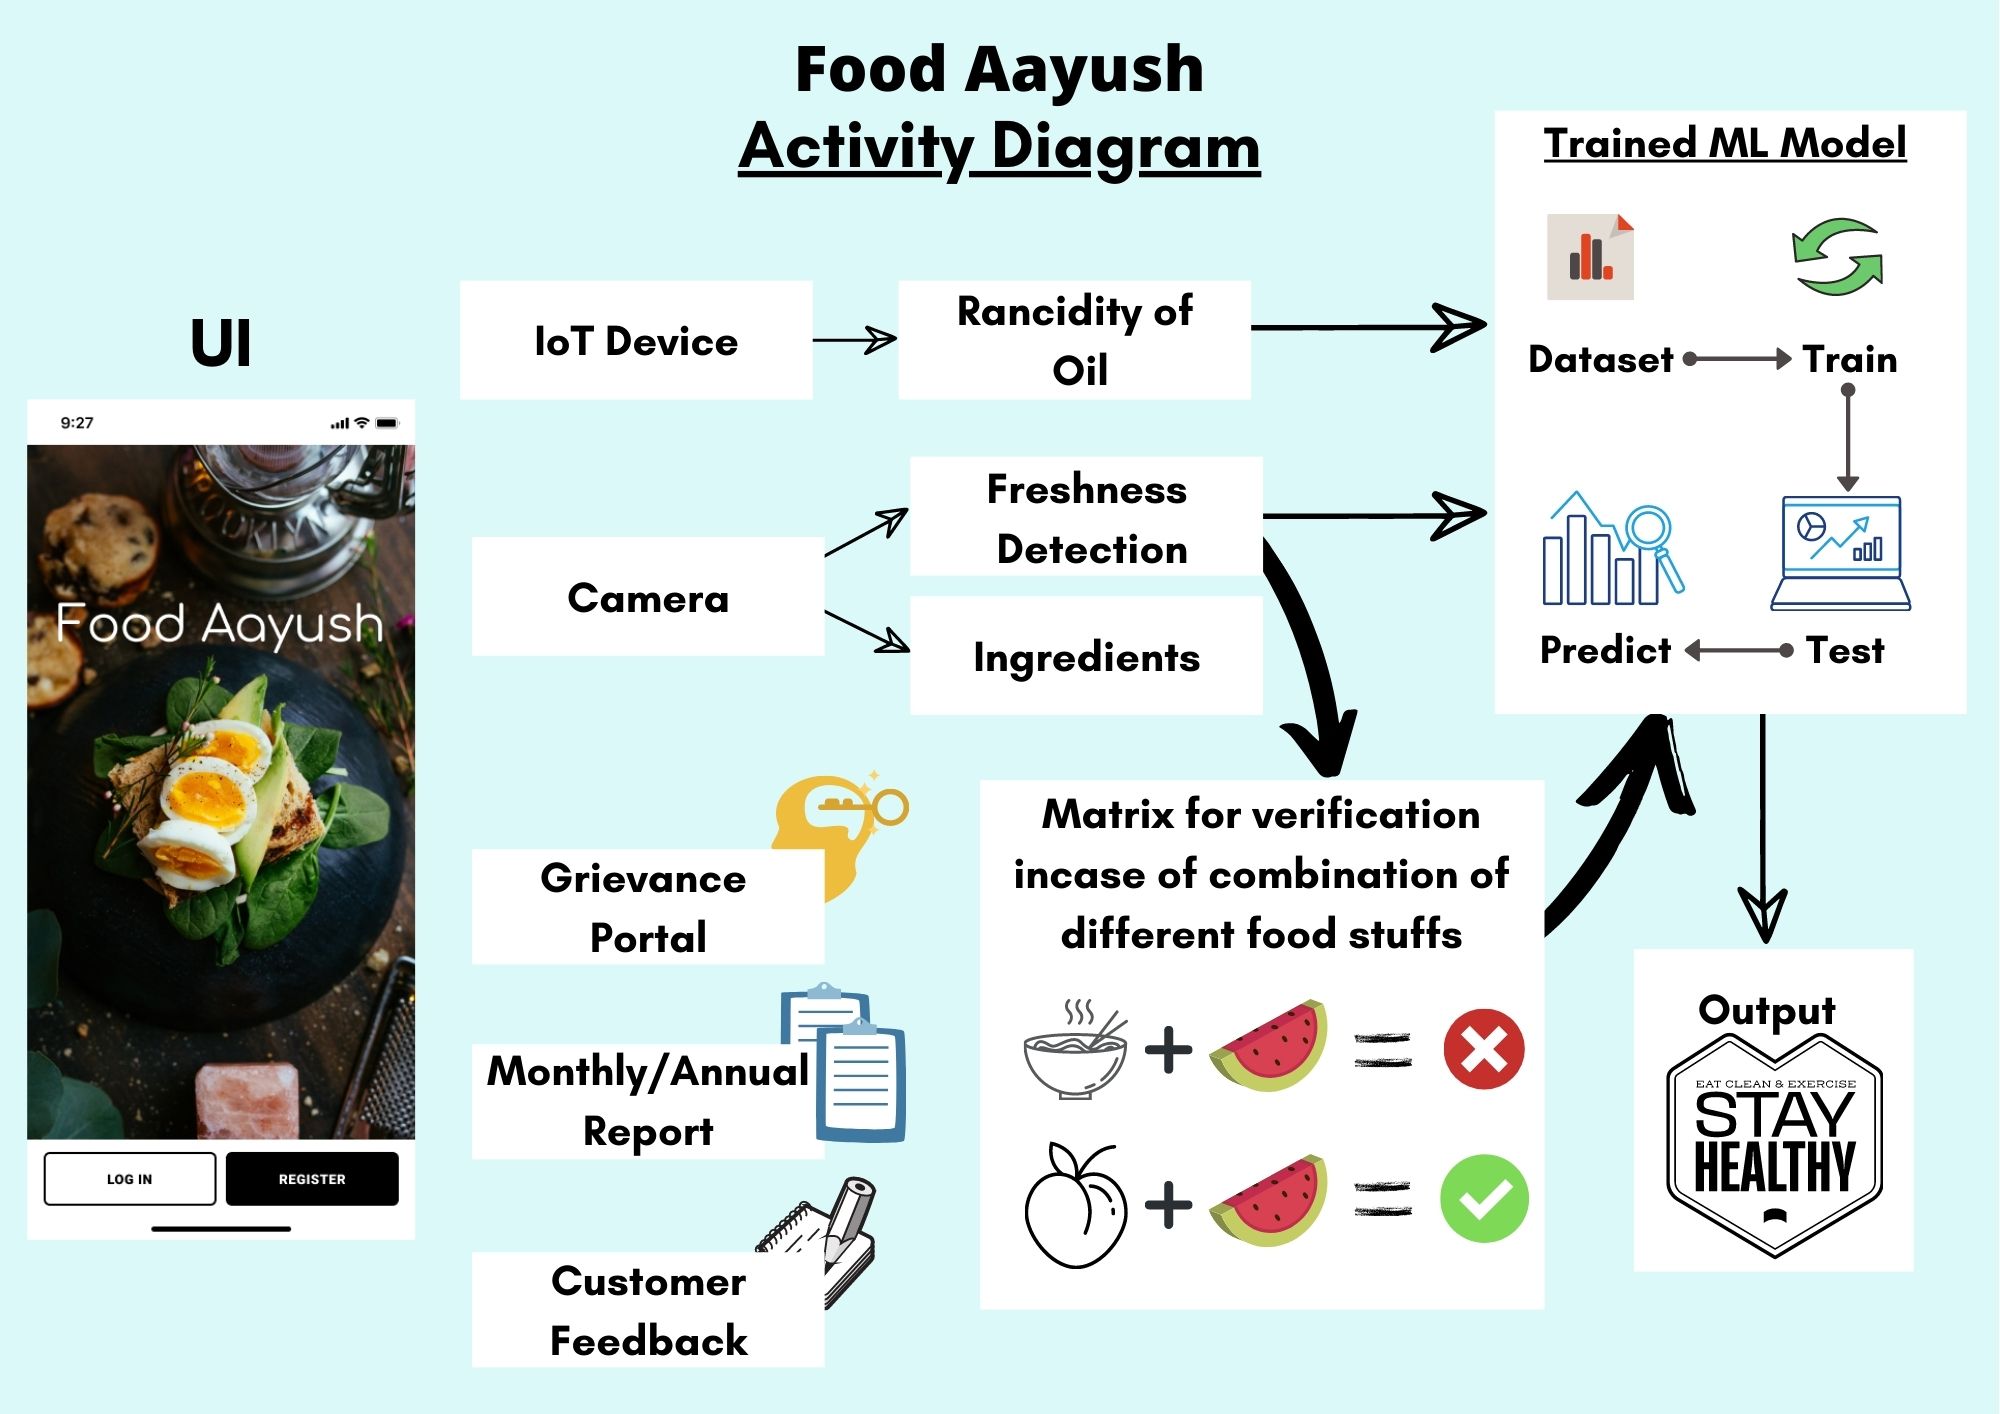 Food Aayush
Activity Diagram
UI
9:27
Food Aayush
LOG IN
REGISTER
IoT Device
Rancidity of
Oil
Camera
Freshness
Detection
Ingredients
Grievance
Portal
Monthly/Annual
Report
Customer
Feedback
Matrix for verification
incase of combination of
different food stuffs
Trained ML Model
Dataset
Train
Predict
Test
Output
EAT CLEAN & EXERCISE
STAY
HEALTHY